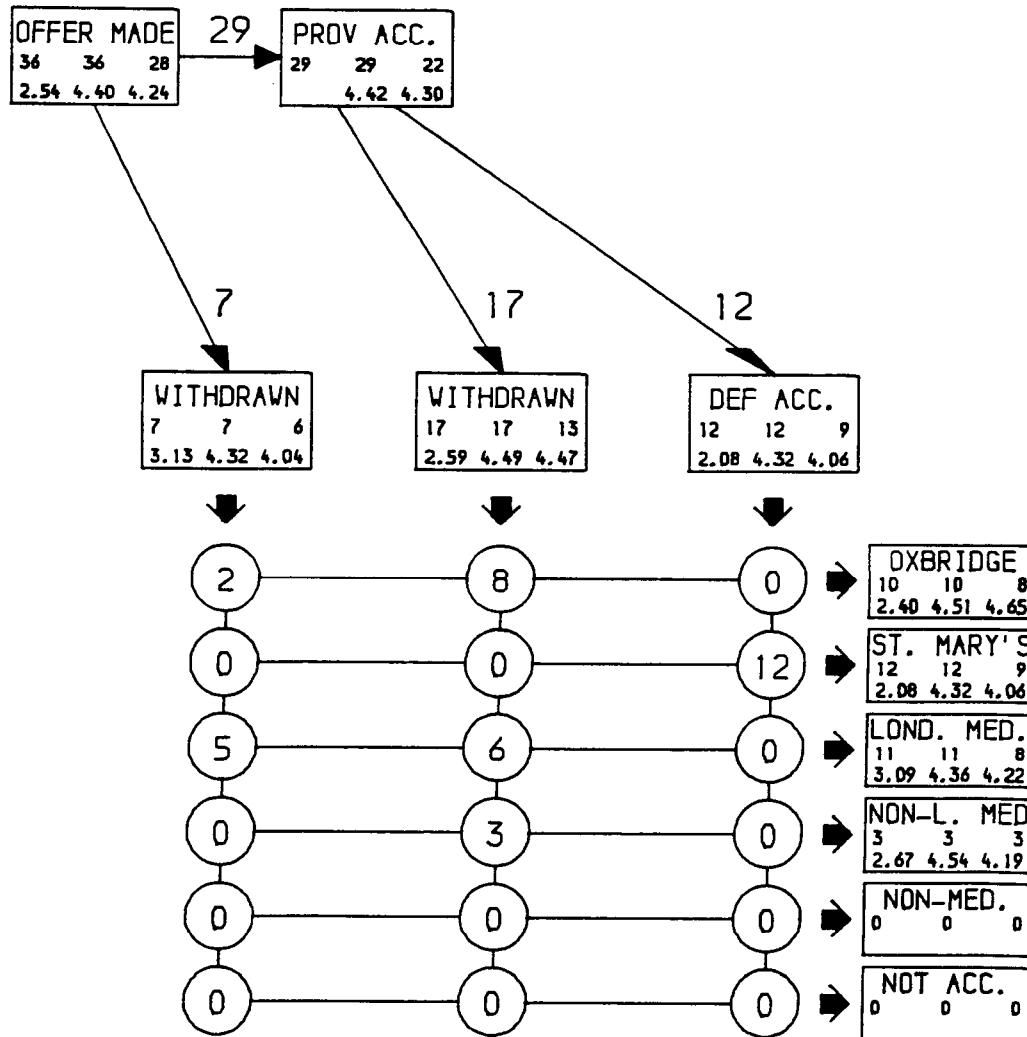 OFFER MADE
36 36 28
2.54 4.40 4.24
29
PROV ACC.
29 29 22
4.42 4.30
7
17
12
WITHDRAWN
7 7 6
3.13 4.32 4.04
WITHDRAWN
17 17 13
2.59 4.49 4.47
DEF ACC.
12 12 9
2.08 4.32 4.06
2 8 0
OXBRIDGE
10 10 8
2.40 4.51 4.65
0 0 12
ST. MARY'S
12 12 9
2.08 4.32 4.06
5 6 0
LOND. MED.
11 11 8
3.09 4.36 4.22
0 3 0
NON-L. MED
3 3 3
2.67 4.54 4.19
0 0 0
NON-MED.
0 0 0
0 0 0
NOT ACC.
0 0 0